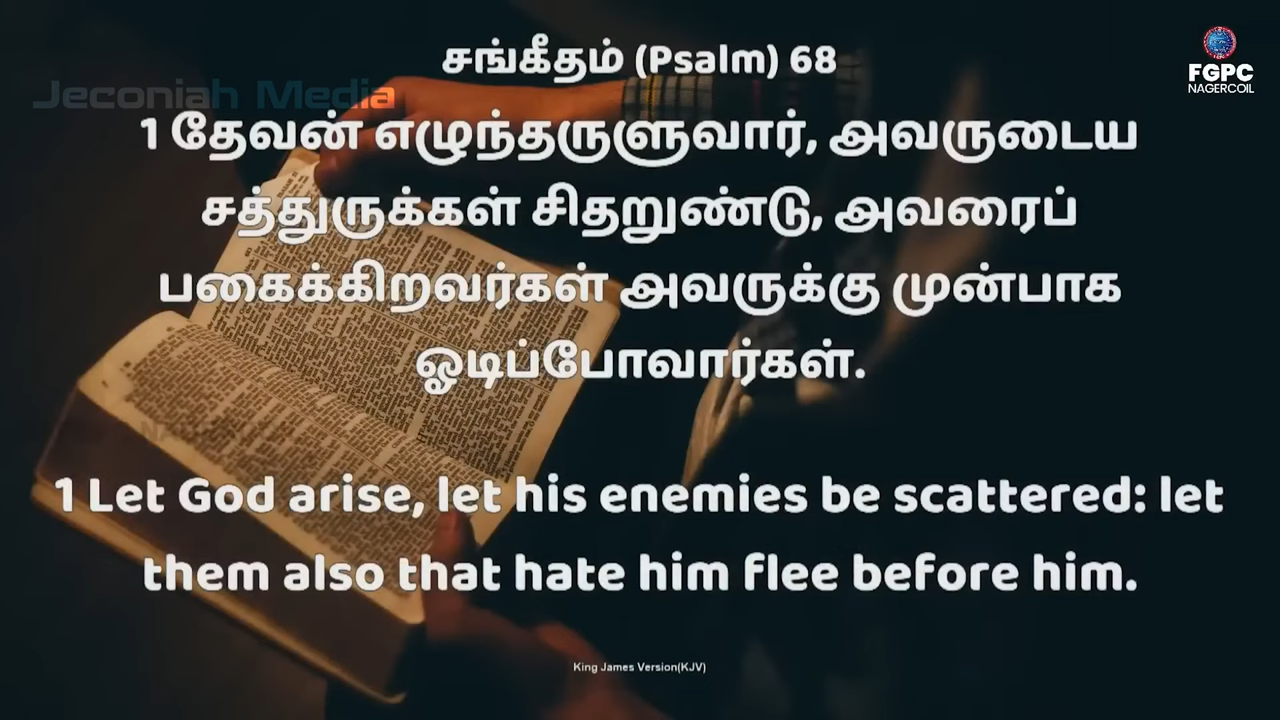 சங்கீதம் (Psalm) 68
Jeconiah Media
FGPC
NAGERCOIL
1 தேவன் எழுந்தருளுவார், அவருடைய
சத்துருக்கள் சிதறுண்டு, அவரைப்
பகைக்கிறவர்கள் அவருக்கு முன்பாக
ஓடிப்போவார்கள்.
1 Let God arise, let his enemies be scattered: let
them also that hate him flee before him.
King James Version(KJV)